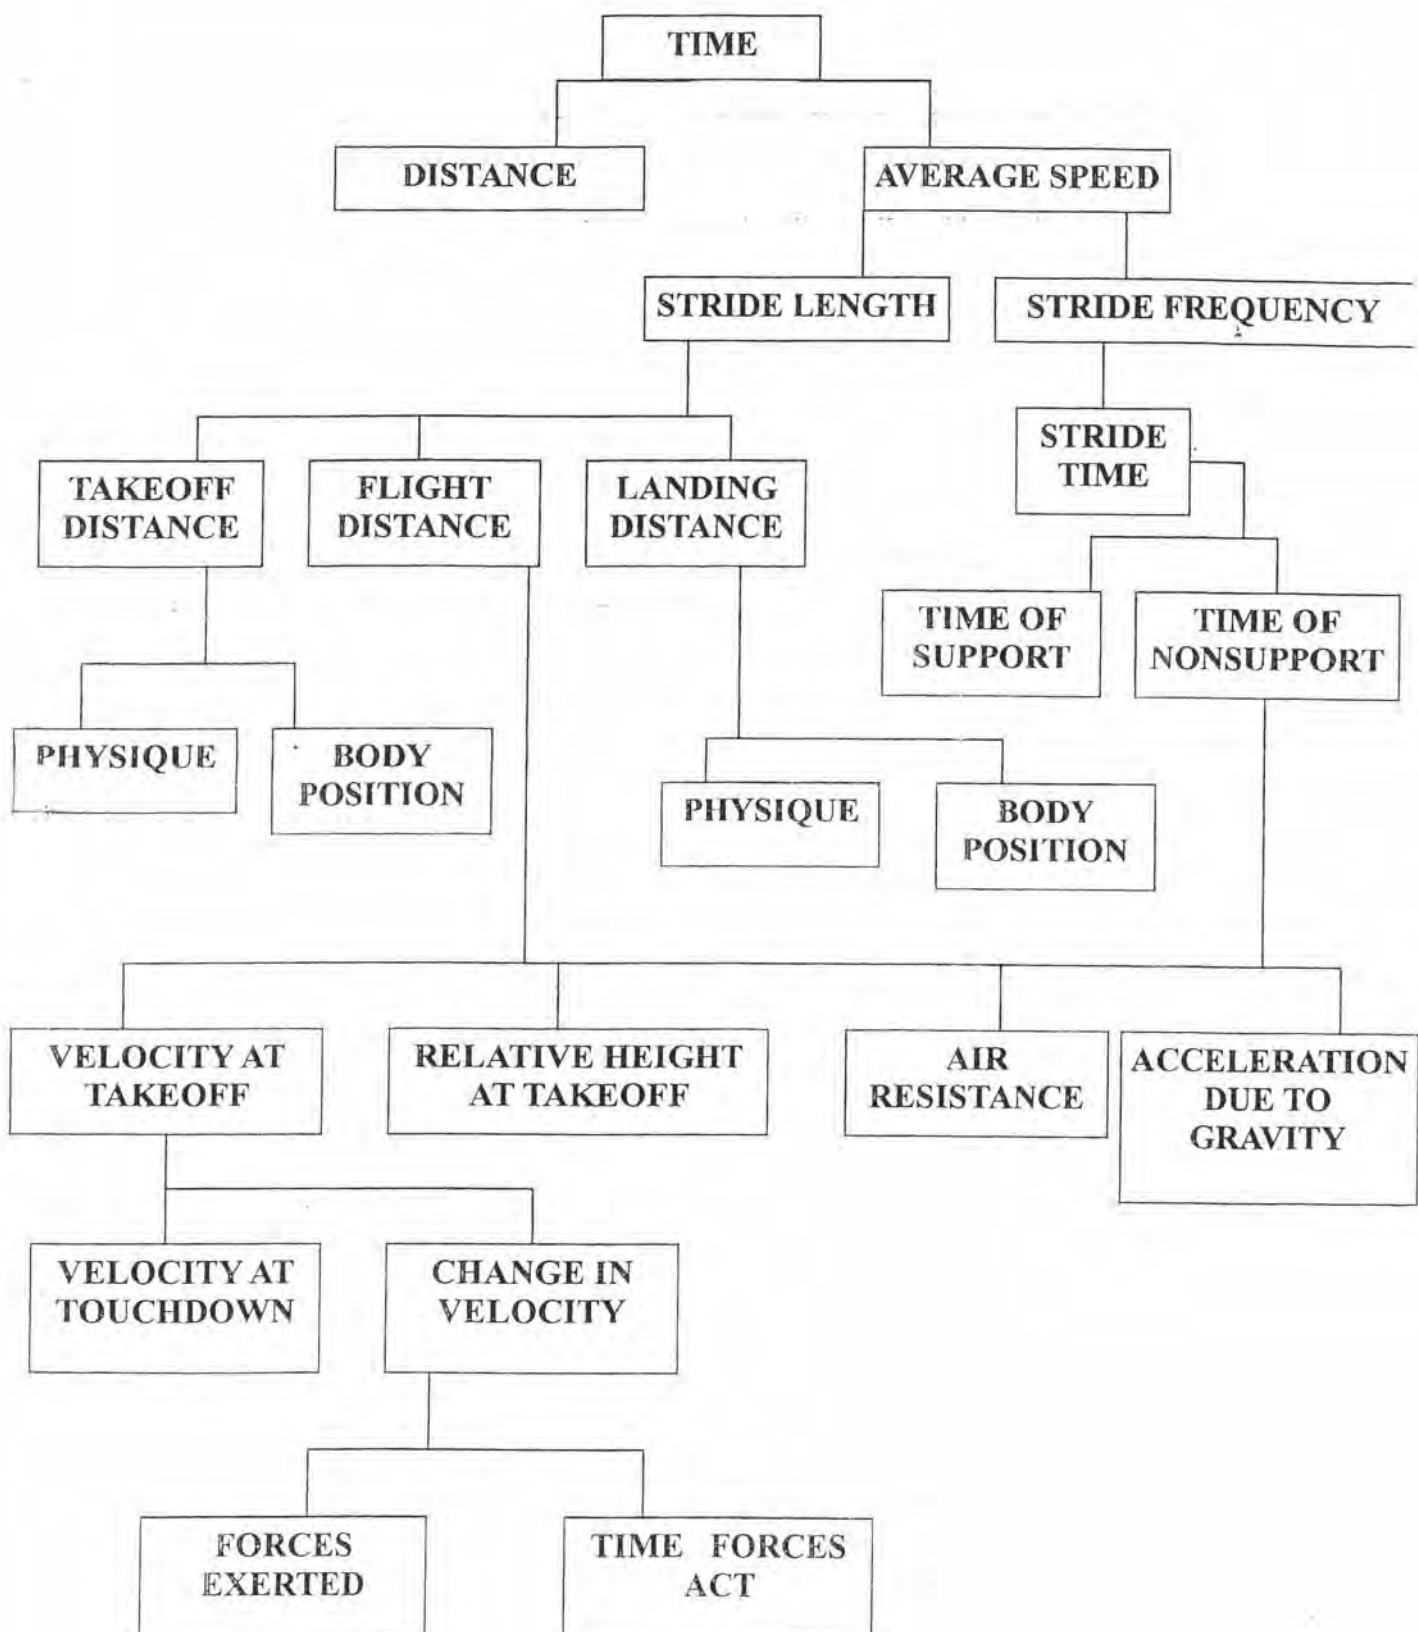 TIME
DISTANCE
AVERAGE SPEED
STRIDE LENGTH
STRIDE FREQUENCY
STRIDE
TIME
TAKEOFF
DISTANCE
FLIGHT
DISTANCE
LANDING
DISTANCE
TIME OF
SUPPORT
TIME OF
NONSUPPORT
PHYSIQUE
BODY
POSITION
PHYSIQUE
BODY
POSITION
VELOCITY AT
TAKEOFF
RELATIVE HEIGHT
AT TAKEOFF
AIR
RESISTANCE
ACCELERATION
DUE TO
GRAVITY
VELOCITY AT
TOUCHDOWN
CHANGE IN
VELOCITY
FORCES
EXERTED
TIME FORCES
ACT